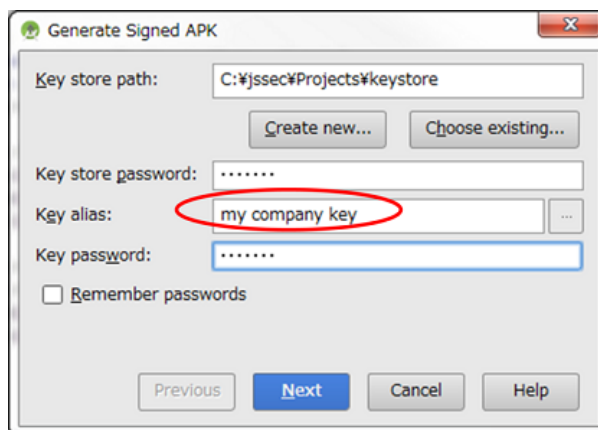 Generate Signed APK
Key store path: C:¥jssec¥Projects¥keystore
Create new... Choose existing...
Key store password: •••••••
Key alias: my company key ...
Key password: •••••••
Remember passwords
Previous Next Cancel Help